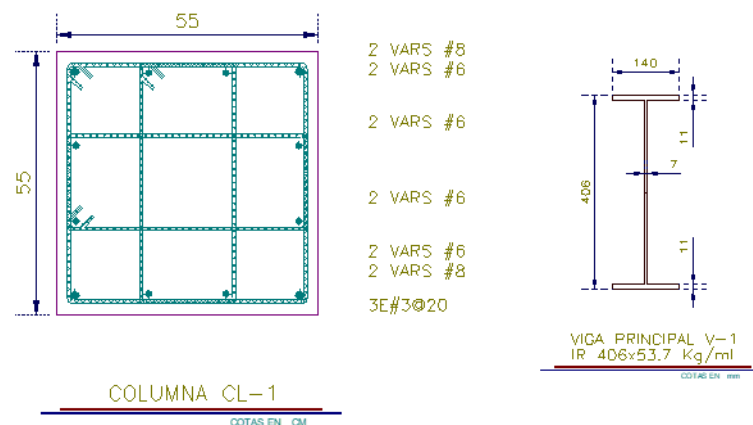 55
55
2 VARS #8
2 VARS #6
2 VARS #6
2 VARS #6
2 VARS #6
2 VARS #8
3E#3@20
COLUMNA CL-1
COTAS EN CM
140
11
7
406
11
VIGA PRINCIPAL V-1
IR 406x53.7 Kg/ml
COTAS EN mm